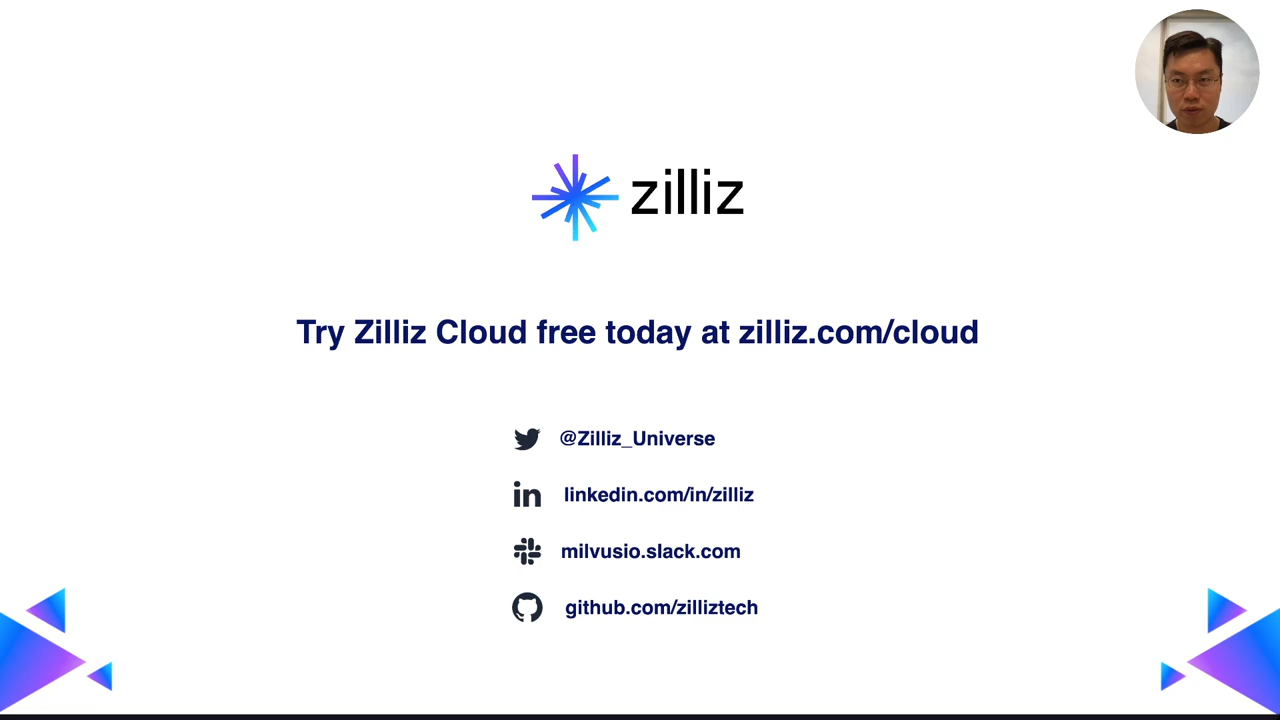 zilliz
Try Zilliz Cloud free today at zilliz.com/cloud
@Zilliz_Universe
linkedin.com/in/zilliz
milvusio.slack.com
github.com/zilliztech